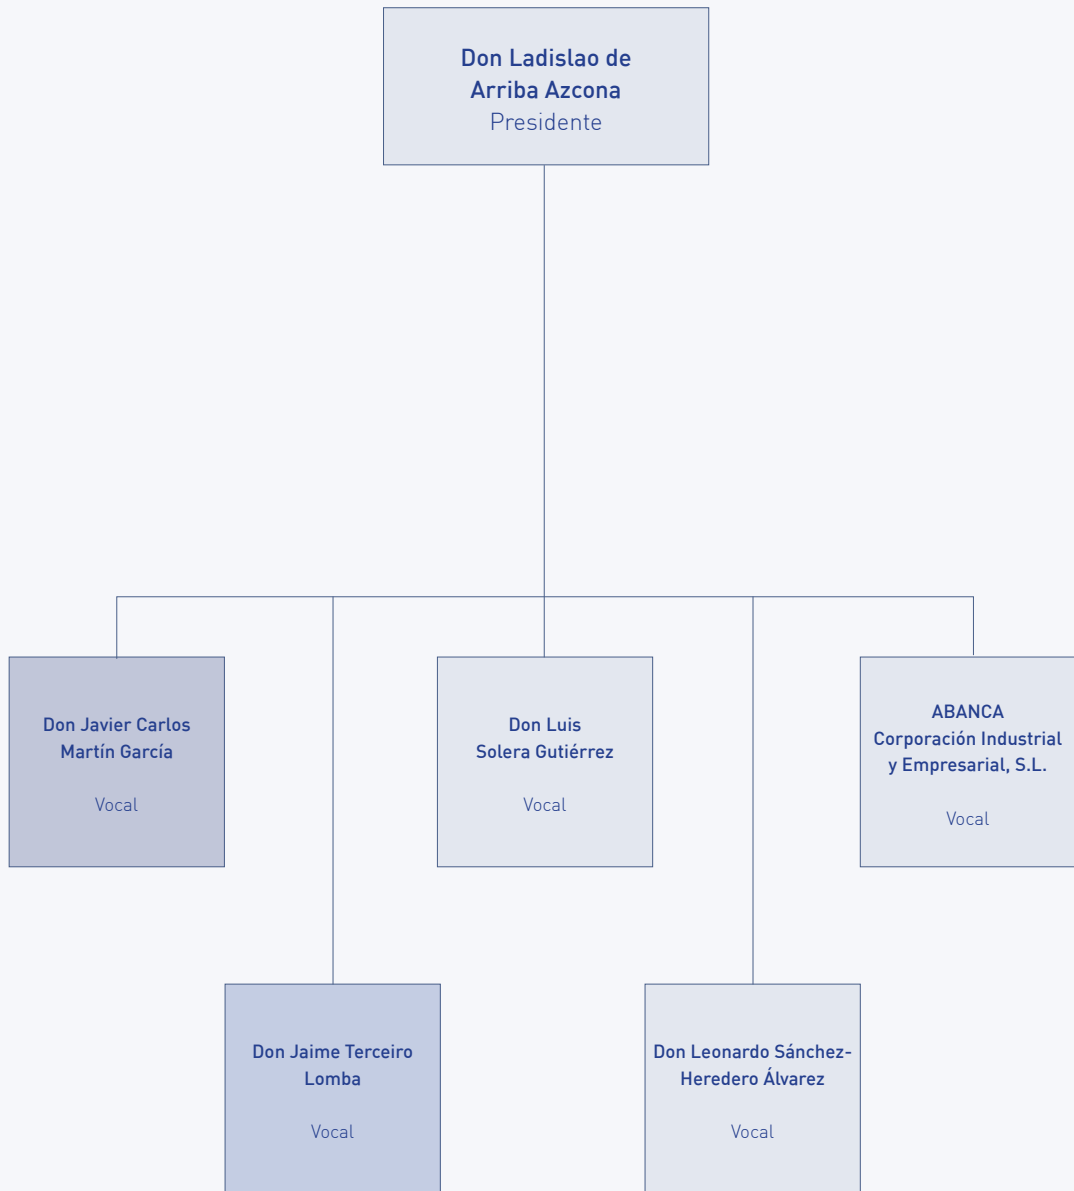 Don Ladislao de
Arriba Azcona
Presidente
Don Javier Carlos
Martín García
Vocal
Don Luis
Solera Gutiérrez
Vocal
ABANCA
Corporación Industrial
y Empresarial, S.L.
Vocal
Don Jaime Terceiro
Lomba
Vocal
Don Leonardo Sánchez-
Heredero Álvarez
Vocal